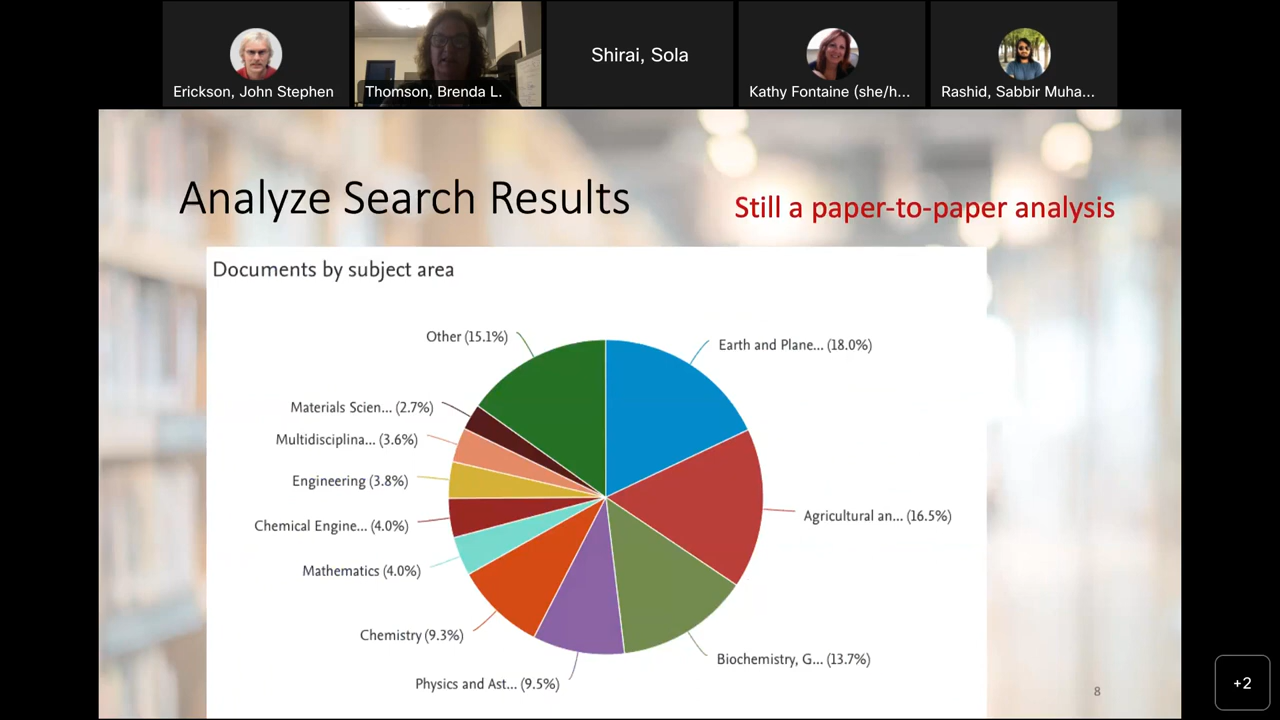 Erickson, John Stephen
Thomson, Brenda L.
Shirai, Sola
Kathy Fontaine (she/h...
Rashid, Sabbir Muha...
Analyze Search Results
Still a paper-to-paper analysis
Documents by subject area
Other (15.1%)
Earth and Plane... (18.0%)
Materials Scien... (2.7%)
Multidisciplina... (3.6%)
Engineering (3.8%)
Agricultural an... (16.5%)
Chemical Engine... (4.0%)
Mathematics (4.0%)
Chemistry (9.3%)
Biochemistry, G... (13.7%)
Physics and Ast... (9.5%)
8
+2